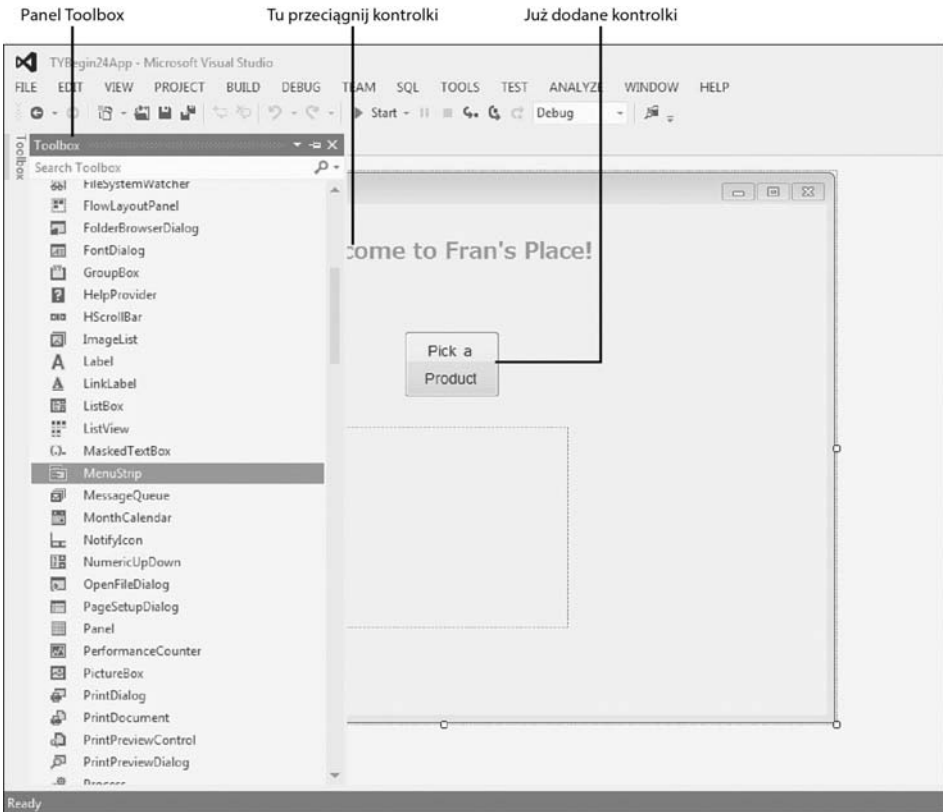 Panel Toolbox
Tu przeciągnij kontrolki
Już dodane kontrolki
TYBegin24App - Microsoft Visual Studio
FILE EDIT VIEW PROJECT BUILD DEBUG TEAM SQL TOOLS TEST ANALYZE WINDOW HELP
Start
Debug
Toolbox
Toolbox
Search Toolbox
FileSystemWatcher
FlowLayoutPanel
FolderBrowserDialog
FontDialog
GroupBox
HelpProvider
HScrollBar
ImageList
Label
LinkLabel
ListBox
ListView
MaskedTextBox
MenuStrip
MessageQueue
MonthCalendar
NotifyIcon
NumericUpDown
OpenFileDialog
PageSetupDialog
Panel
PerformanceCounter
PictureBox
PrintDialog
PrintDocument
PrintPreviewControl
PrintPreviewDialog
Process
come to Fran's Place!
Pick a
Product
Ready